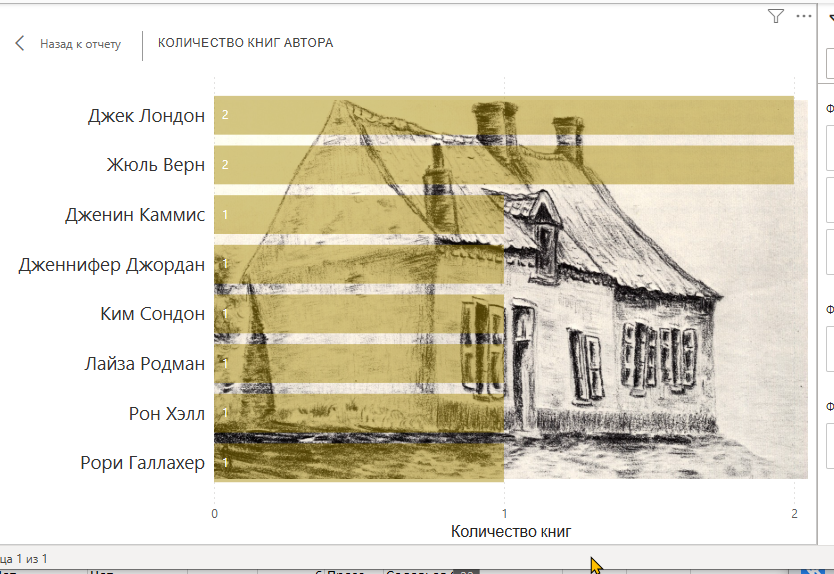 Назад к отчету
КОЛИЧЕСТВО КНИГ АВТОРА
Джек Лондон 2
Жюль Верн 2
Дженин Каммис 1
Дженнифер Джордан 1
Ким Сондон 1
Лайза Родман 1
Рон Хэлл 1
Рори Галлахер 1
0 1 2
Количество книг
ца 1 из 1